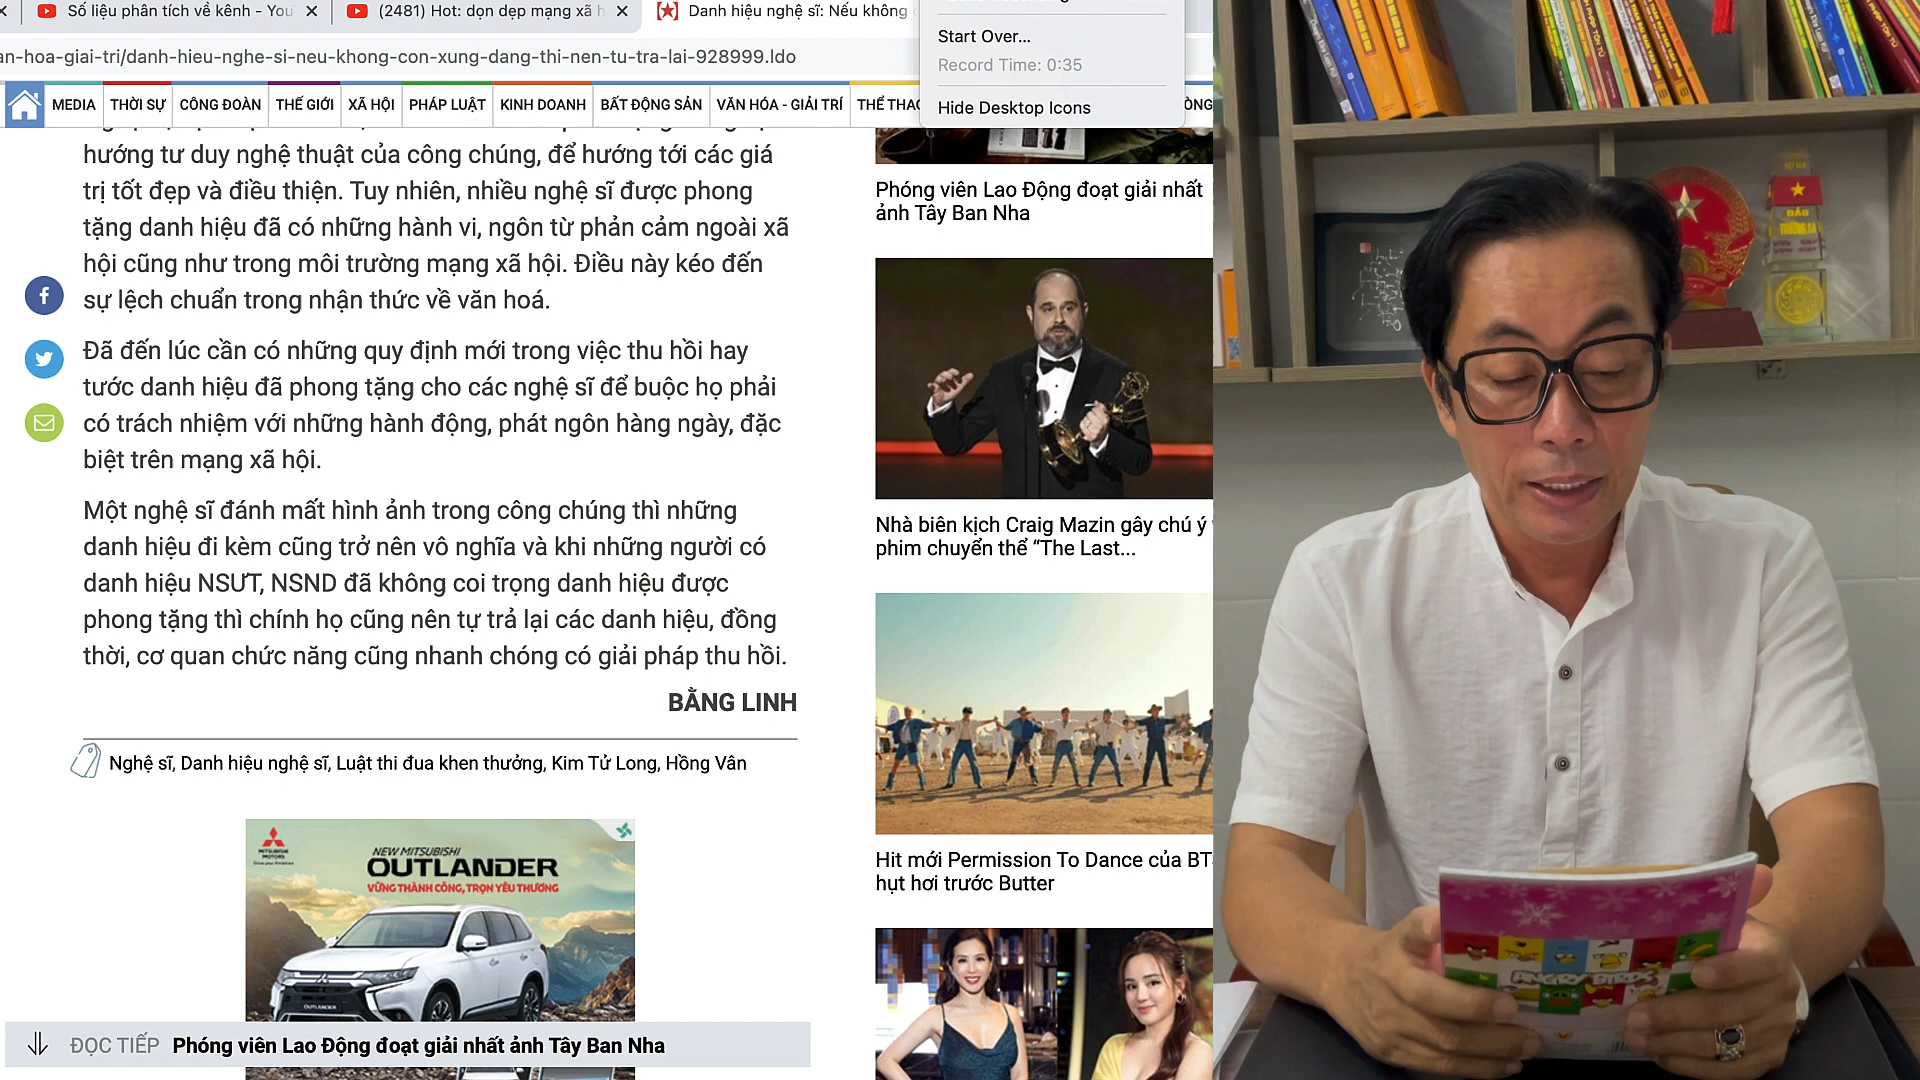 Số liệu phân tích về kênh - You
(2481) Hot: dọn dẹp mạng xã h
Danh hiệu nghệ sĩ: Nếu không
an-hoa-giai-tri/danh-hieu-nghe-si-neu-khong-con-xung-dang-thi-nen-tu-tra-lai-928999.ldo
Start Over...
Record Time: 0:35
Hide Desktop Icons
MEDIA
THỜI SỰ
CÔNG ĐOÀN
THẾ GIỚI
XÃ HỘI
PHÁP LUẬT
KINH DOANH
BẤT ĐỘNG SẢN
VĂN HÓA - GIẢI TRÍ
THỂ THAO
hướng tư duy nghệ thuật của công chúng, để hướng tới các giá
trị tốt đẹp và điều thiện. Tuy nhiên, nhiều nghệ sĩ được phong
tặng danh hiệu đã có những hành vi, ngôn từ phản cảm ngoài xã
hội cũng như trong môi trường mạng xã hội. Điều này kéo đến
sự lệch chuẩn trong nhận thức về văn hoá.
Đã đến lúc cần có những quy định mới trong việc thu hồi hay
tước danh hiệu đã phong tặng cho các nghệ sĩ để buộc họ phải
có trách nhiệm với những hành động, phát ngôn hàng ngày, đặc
biệt trên mạng xã hội.
Một nghệ sĩ đánh mất hình ảnh trong công chúng thì những
danh hiệu đi kèm cũng trở nên vô nghĩa và khi những người có
danh hiệu NSƯT, NSND đã không coi trọng danh hiệu được
phong tặng thì chính họ cũng nên tự trả lại các danh hiệu, đồng
thời, cơ quan chức năng cũng nhanh chóng có giải pháp thu hồi.
BẰNG LINH
Nghệ sĩ, Danh hiệu nghệ sĩ, Luật thi đua khen thưởng, Kim Tử Long, Hồng Vân
MITSUBISHI
MOTORS
Drive your Ambition
NEW MITSUBISHI
OUTLANDER
VỮNG THÀNH CÔNG, TRỌN YÊU THƯƠNG
OUTLANDER
ĐỌC TIẾP Phóng viên Lao Động đoạt giải nhất ảnh Tây Ban Nha
Phóng viên Lao Động đoạt giải nhất
ảnh Tây Ban Nha
Nhà biên kịch Craig Mazin gây chú ý
phim chuyển thể “The Last...
Hit mới Permission To Dance của BT
hụt hơi trước Butter
ĐẢO
TRƯỜNG SA
ANGRY BIRDS